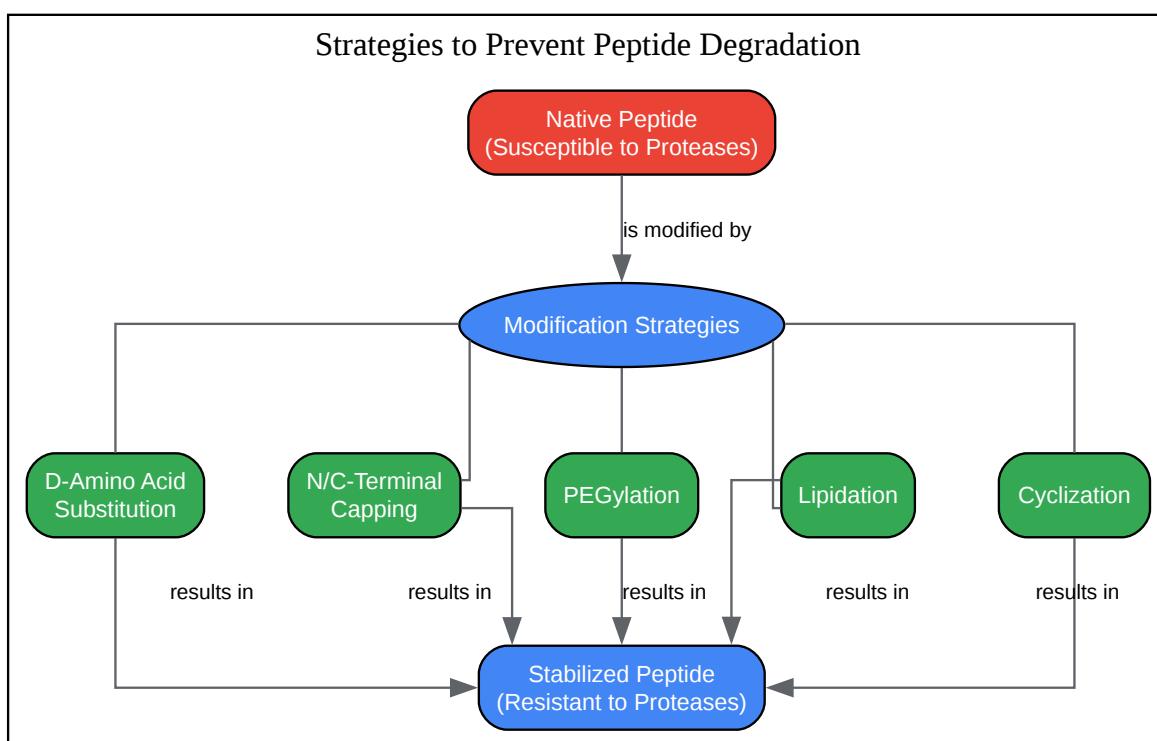 Strategies to Prevent Peptide Degradation
Native Peptide
(Susceptible to Proteases)
is modified by
Modification Strategies
D-Amino Acid
Substitution
N/C-Terminal
Capping
PEGylation
Lipidation
Cyclization
results in
results in
results in
results in
results in
Stabilized Peptide
(Resistant to Proteases)